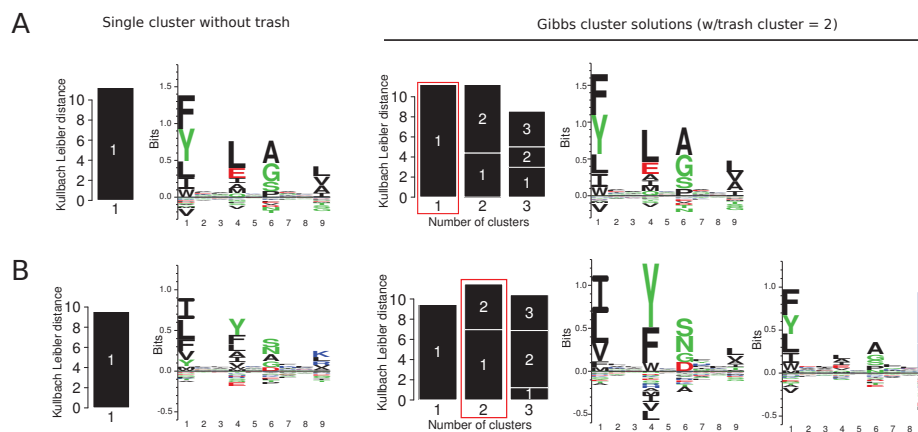 A
Single cluster without trash
Gibbs cluster solutions (w/trash cluster = 2)
Kullbach Leibler distance
10
8
6
4
2
0
1
1
Bits
1.5
1.0
0.5
0.0
F
Y
L
I
W
L
E
A
G
S
1 2 3 4 5 6 7 8 9
Kullbach Leibler distance
10
8
6
4
2
0
1
2
1
3
2
1
1 2 3
Number of clusters
Bits
1.5
1.0
0.5
0.0
F
Y
L
I
W
L
E
A
G
S
1 2 3 4 5 6 7 8 9
B
Kullbach Leibler distance
10
8
6
4
2
0
1
1
Bits
1.0
0.5
0.0
-0.5
I
L
F
V
Y
Y
F
A
S
N
A
K
1 2 3 4 5 6 7 8 9
Kullbach Leibler distance
10
8
6
4
2
0
1
2
1
3
2
1
1 2 3
Number of clusters
Bits
1.0
0.5
0.0
-0.5
I
L
V
Y
F
W
S
N
G
D
L
1 2 3 4 5 6 7 8 9
Bits
1.0
0.5
0.0
-0.5
F
Y
L
I
W
A
S
1 2 3 4 5 6 7 8